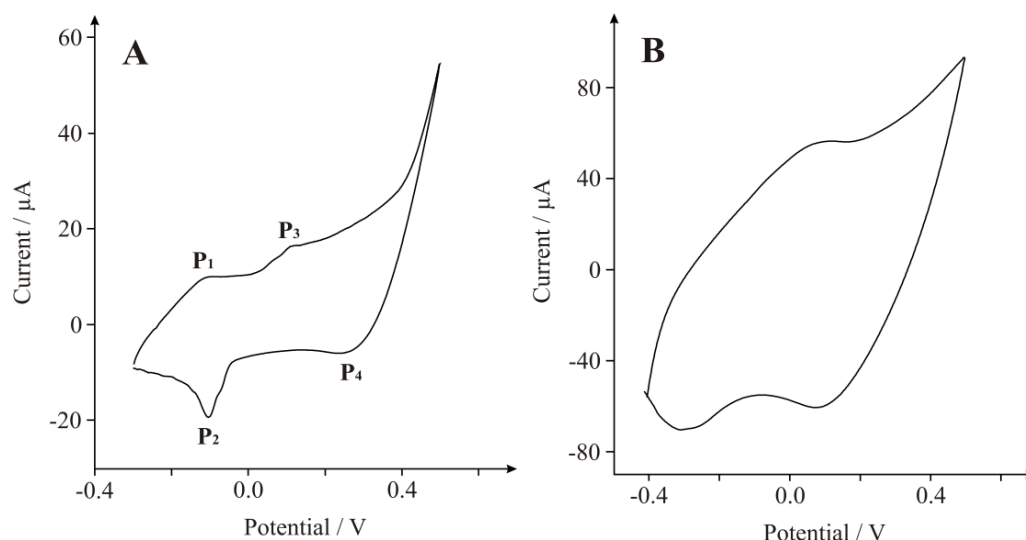 A
60
40
20
0
-20
-0.4
0.0
0.4
Current / μA
Potential / V
P1
P2
P3
P4
B
80
40
0
-40
-80
-0.4
0.0
0.4
Current / μA
Potential / V